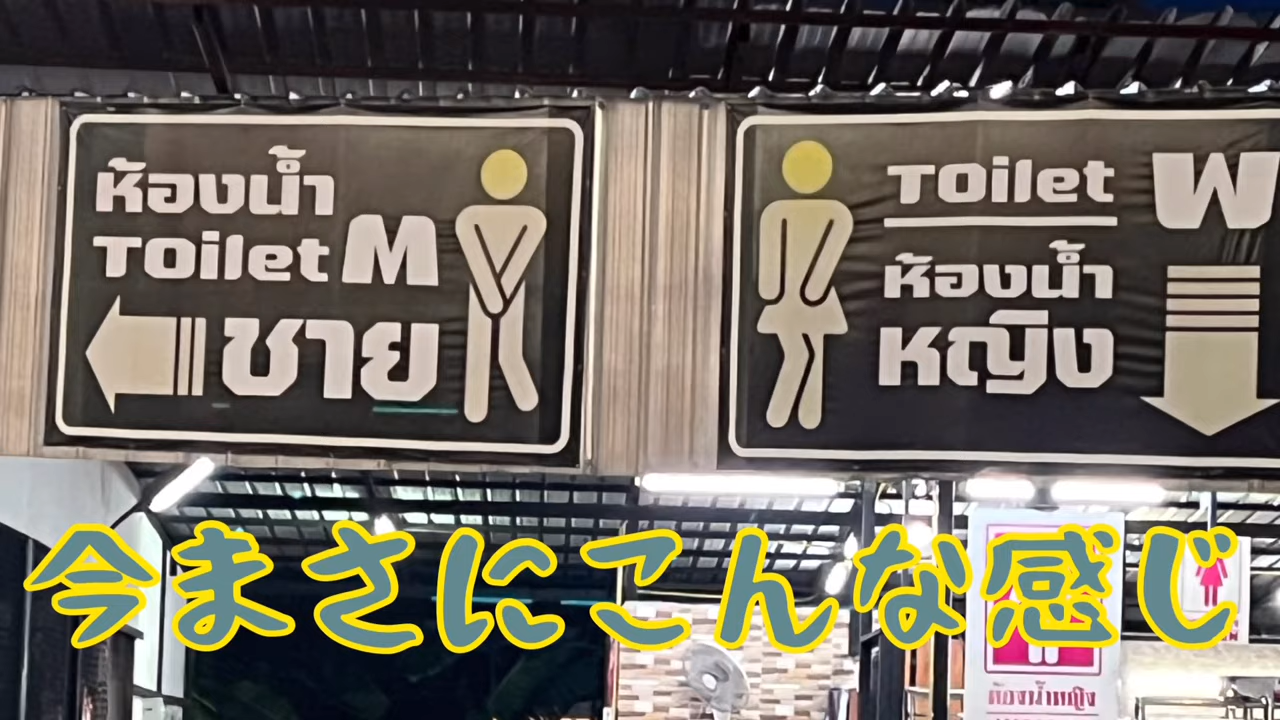 ห้องน้ำ
Toilet M
ชาย
Toilet W
ห้องน้ำ
หญิง
今まさにこんな感じ
ห้องน้ำหญิง